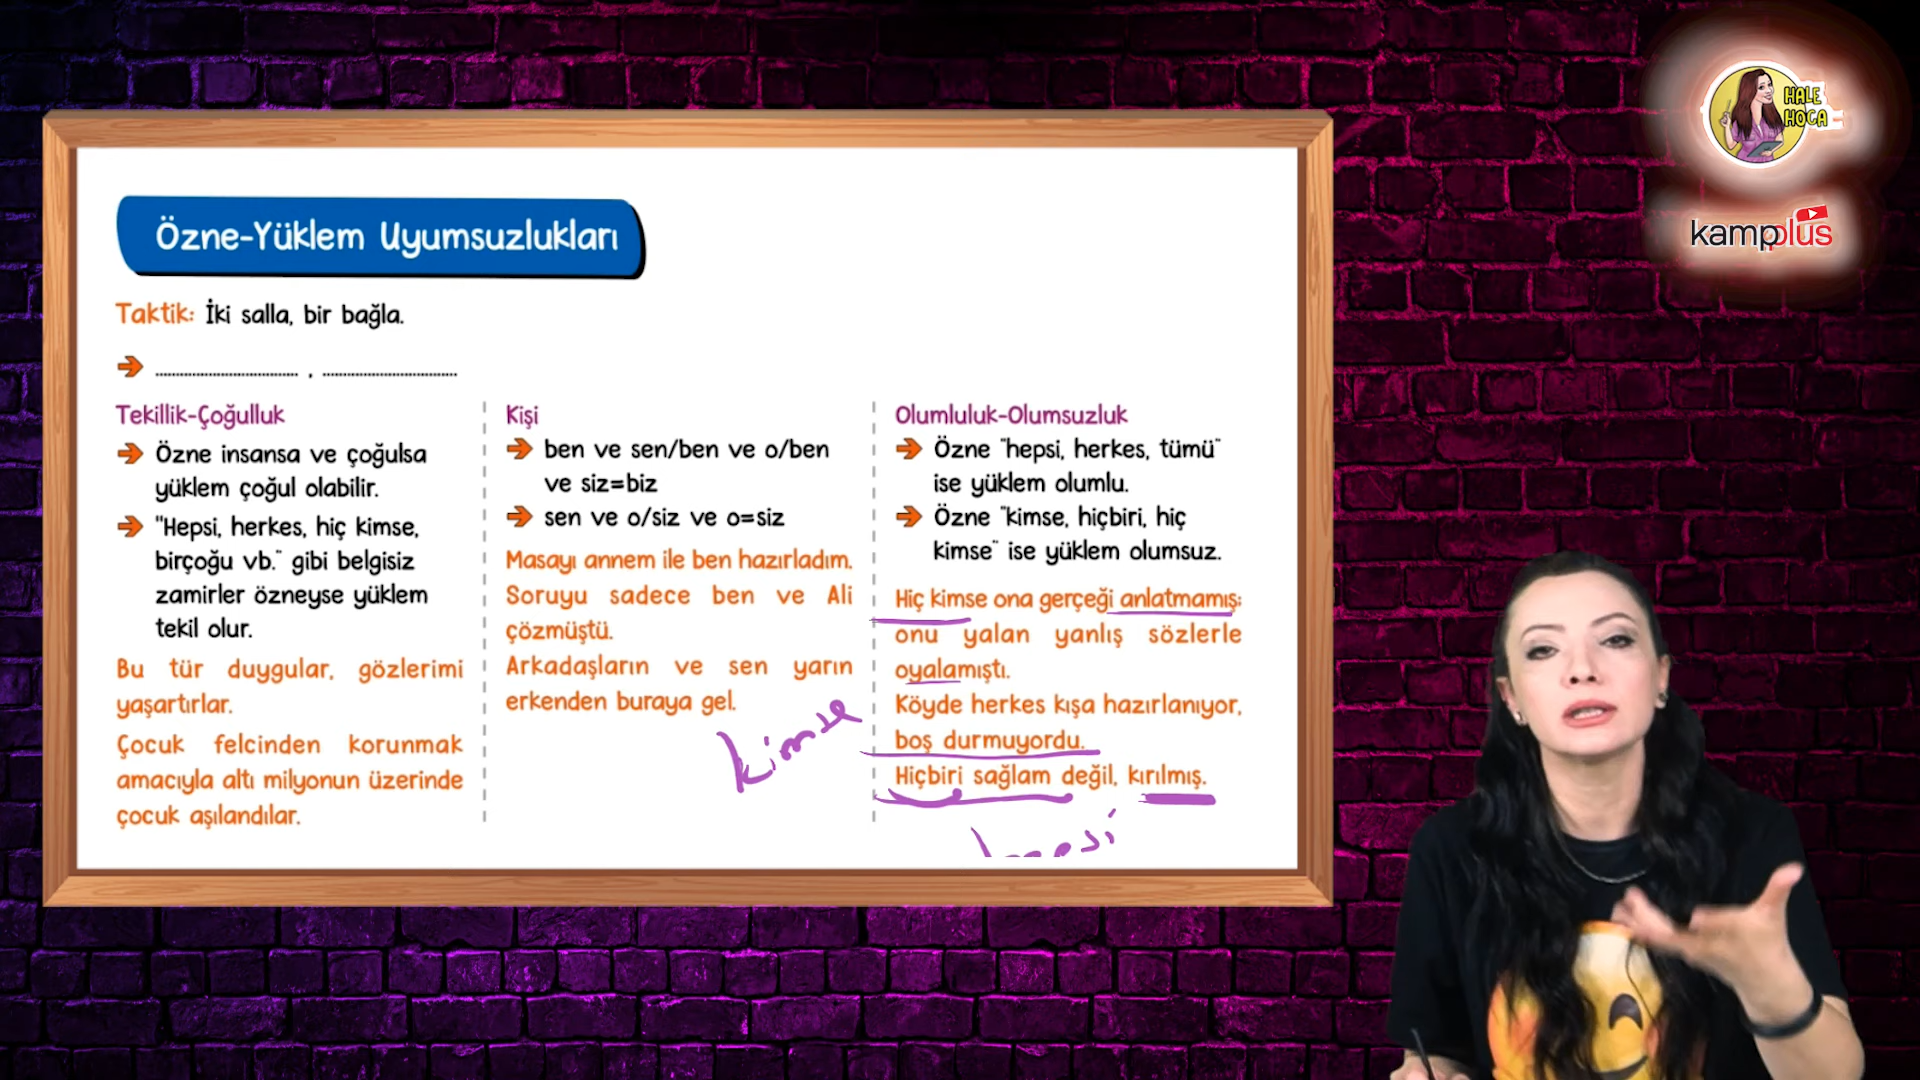 HALE
HOCA
kampplus
Özne-Yüklem Uyumsuzlukları
Taktik: İki salla, bir bağla.
................................... , .................................
Tekillik-Çoğulluk
Özne insansa ve çoğulsa
yüklem çoğul olabilir.
"Hepsi, herkes, hiç kimse,
birçoğu vb." gibi belgisiz
zamirler özneyse yüklem
tekil olur.
Bu tür duygular, gözlerimi
yaşartırlar.
Çocuk felcinden korunmak
amacıyla altı milyonun üzerinde
çocuk aşılandılar.
Kişi
ben ve sen/ben ve o/ben
ve siz=biz
sen ve o/siz ve o=siz
Masayı annem ile ben hazırladım.
Soruyu sadece ben ve Ali
çözmüştü.
Arkadaşların ve sen yarın
erkenden buraya gel.
kimse
Olumluluk-Olumsuzluk
Özne "hepsi, herkes, tümü"
ise yüklem olumlu.
Özne "kimse, hiçbiri, hiç
kimse" ise yüklem olumsuz.
Hiç kimse ona gerçeği anlatmamış;
onu yalan yanlış sözlerle
oyalamıştı.
Köyde herkes kışa hazırlanıyor,
boş durmuyordu.
Hiçbiri sağlam değil, kırılmış.
hepsi